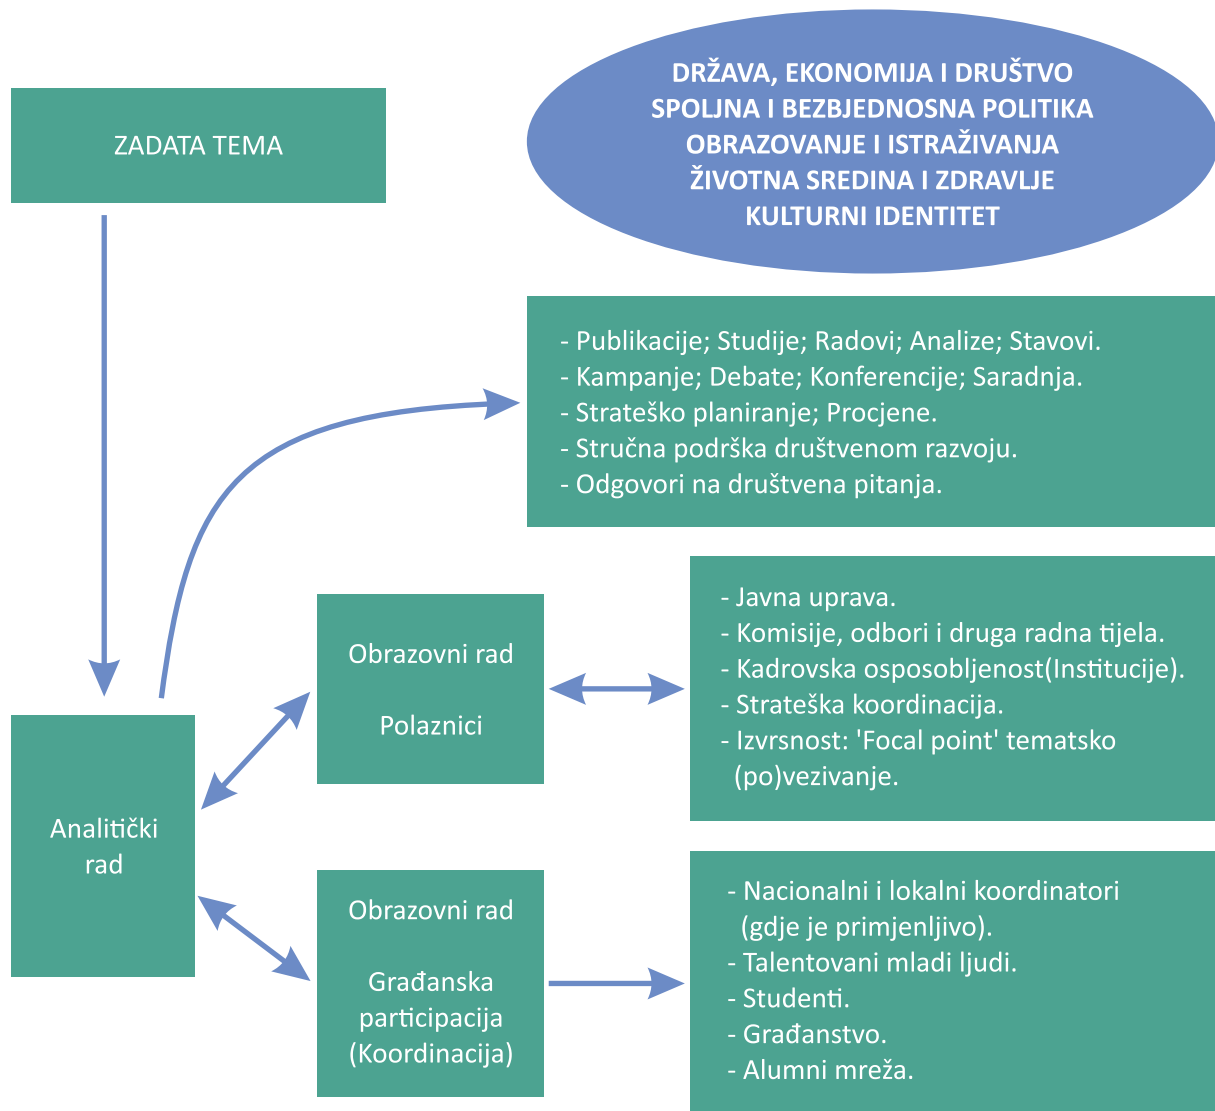 ZADATA TEMA
DRŽAVA, EKONOMIJA I DRUŠTVO
SPOLJNA I BEZBJEDNOSNA POLITIKA
OBRAZOVANJE I ISTRAŽIVANJA
ŽIVOTNA SREDINA I ZDRAVLJE
KULTURNI IDENTITET
- Publikacije; Studije; Radovi; Analize; Stavovi.
- Kampanje; Debate; Konferencije; Saradnja.
- Strateško planiranje; Procjene.
- Stručna podrška društvenom razvoju.
- Odgovori na društvena pitanja.
Obrazovni rad
Polaznici
- Javna uprava.
- Komisije, odbori i druga radna tijela.
- Kadrovska osposobljenost(Institucije).
- Strateška koordinacija.
- Izvrsnost: 'Focal point' tematsko
(po)vezivanje.
Analitički
rad
Obrazovni rad
Građanska
participacija
(Koordinacija)
- Nacionalni i lokalni koordinatori
(gdje je primjenljivo).
- Talentovani mladi ljudi.
- Studenti.
- Građanstvo.
- Alumni mreža.